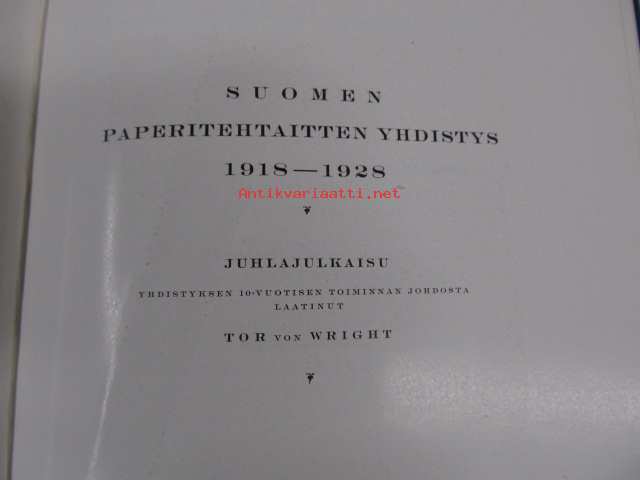 SUOMEN
PAPERITEHTAITTEN YHDISTYS
1918—1928
Antikvariaatti.net
JUHLAJULKAISU
YHDISTYKSEN 10-VUOTISEN TOIMINNAN JOHDOSTA
LAATINUT
TOR VON WRIGHT